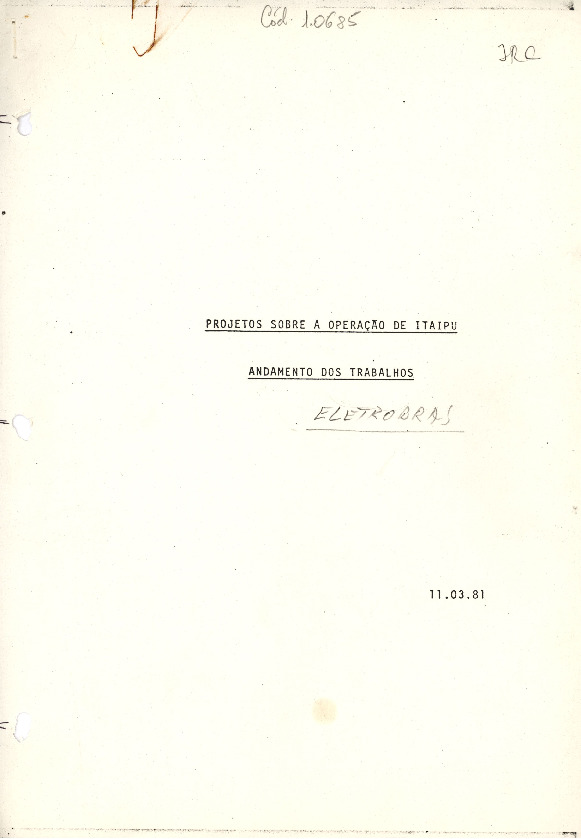 Cód. 1.0685
JRC
PROJETOS SOBRE A OPERAÇÃO DE ITAIPU
ANDAMENTO DOS TRABALHOS
ELETROBRAS
11.03.81